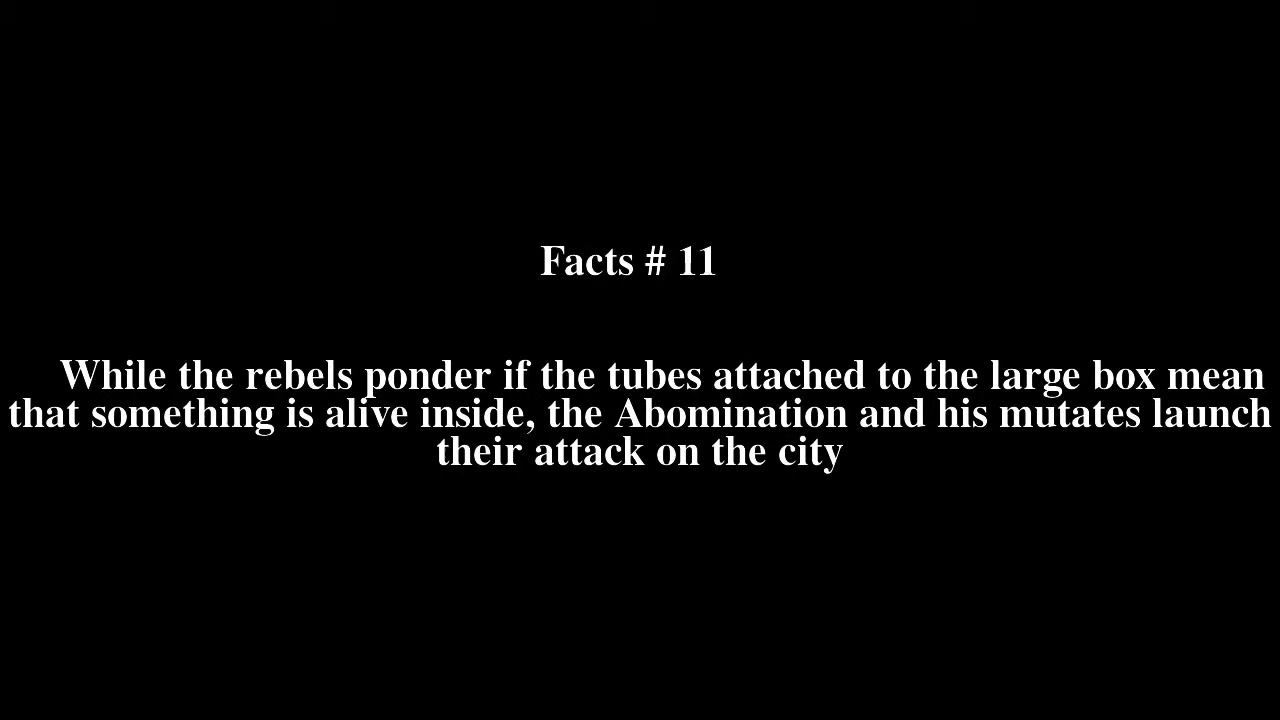 Facts # 11
While the rebels ponder if the tubes attached to the large box mean
that something is alive inside, the Abomination and his mutates launch
their attack on the city